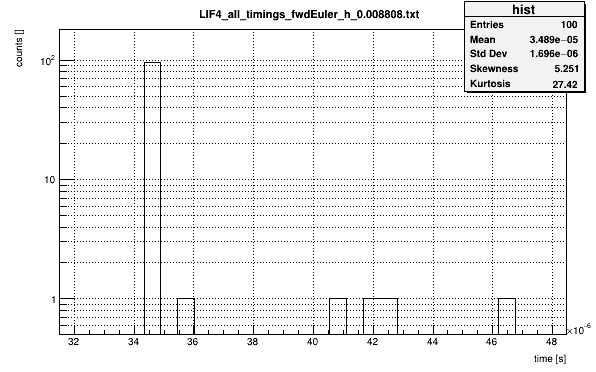 LIF4_all_timings_fwdEuler_h_0.008808.txt
hist
Entries 100
Mean 3.489e−05
Std Dev 1.696e−06
Skewness 5.251
Kurtosis 27.42
counts []
10²
10
1
32 34 36 38 40 42 44 46 48
×10⁻⁶
time [s]